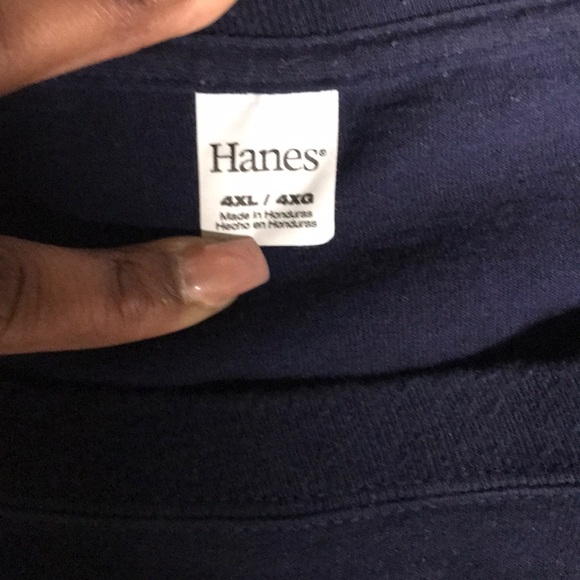 Hanes®
4XL / 4XG
Made in Honduras
Hecho en Honduras